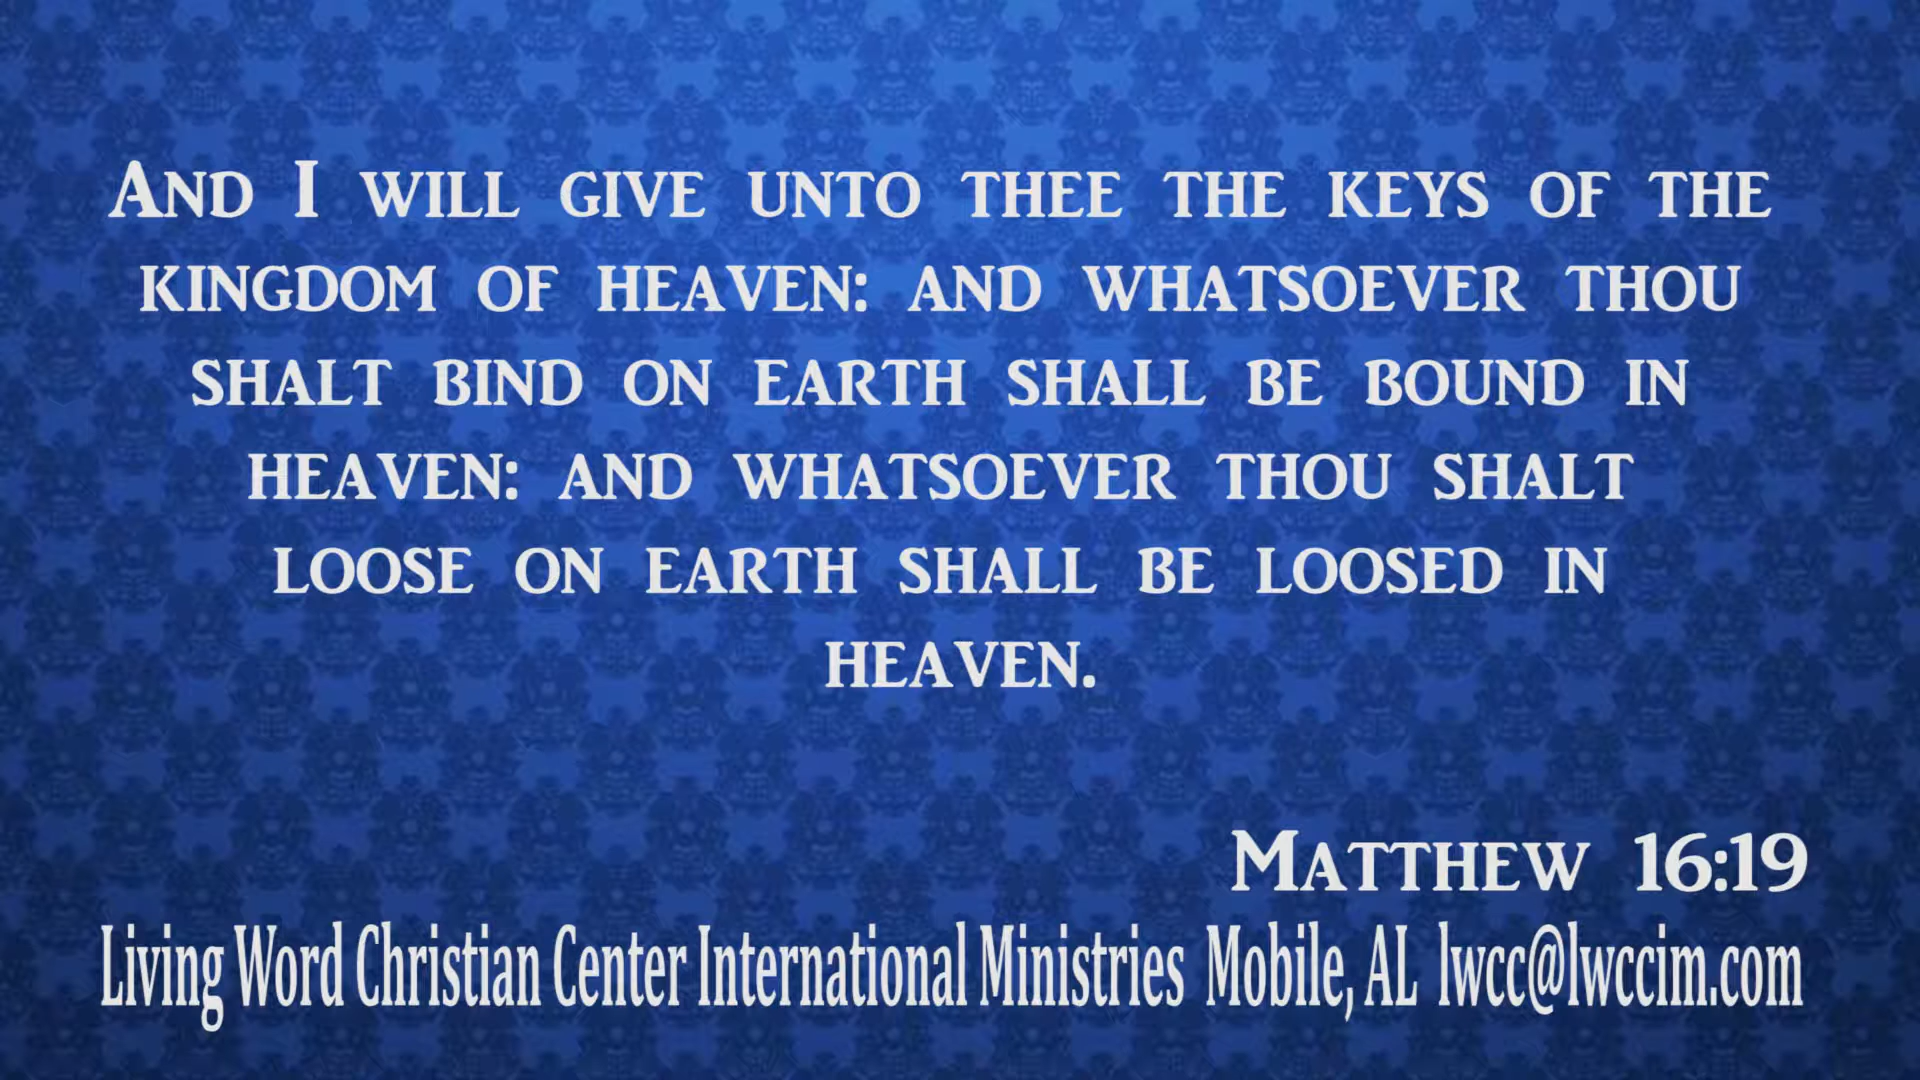 And I will give unto thee the keys of the
kingdom of heaven: and whatsoever thou
shalt bind on earth shall be bound in
heaven: and whatsoever thou shalt
loose on earth shall be loosed in
heaven.
Matthew 16:19
Living Word Christian Center International Ministries Mobile, AL lwcc@lwccim.com